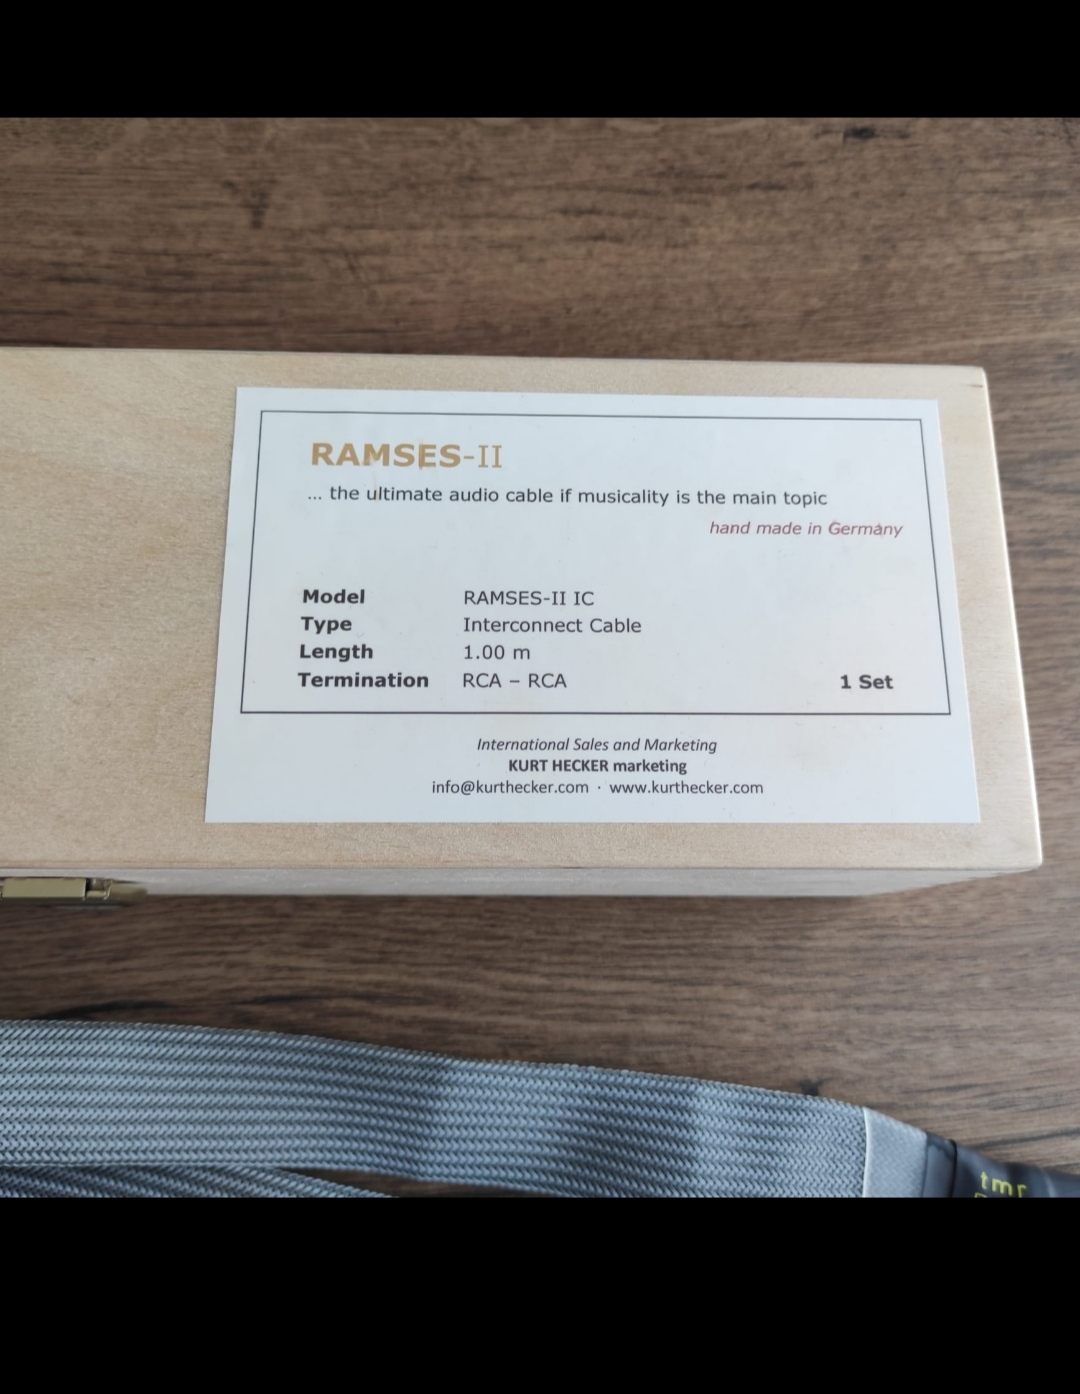 RAMSES-II
... the ultimate audio cable if musicality is the main topic
hand made in Germany
Model RAMSES-II IC
Type Interconnect Cable
Length 1.00 m
Termination RCA – RCA 1 Set
International Sales and Marketing
KURT HECKER marketing
info@kurthecker.com · www.kurthecker.com
tmr